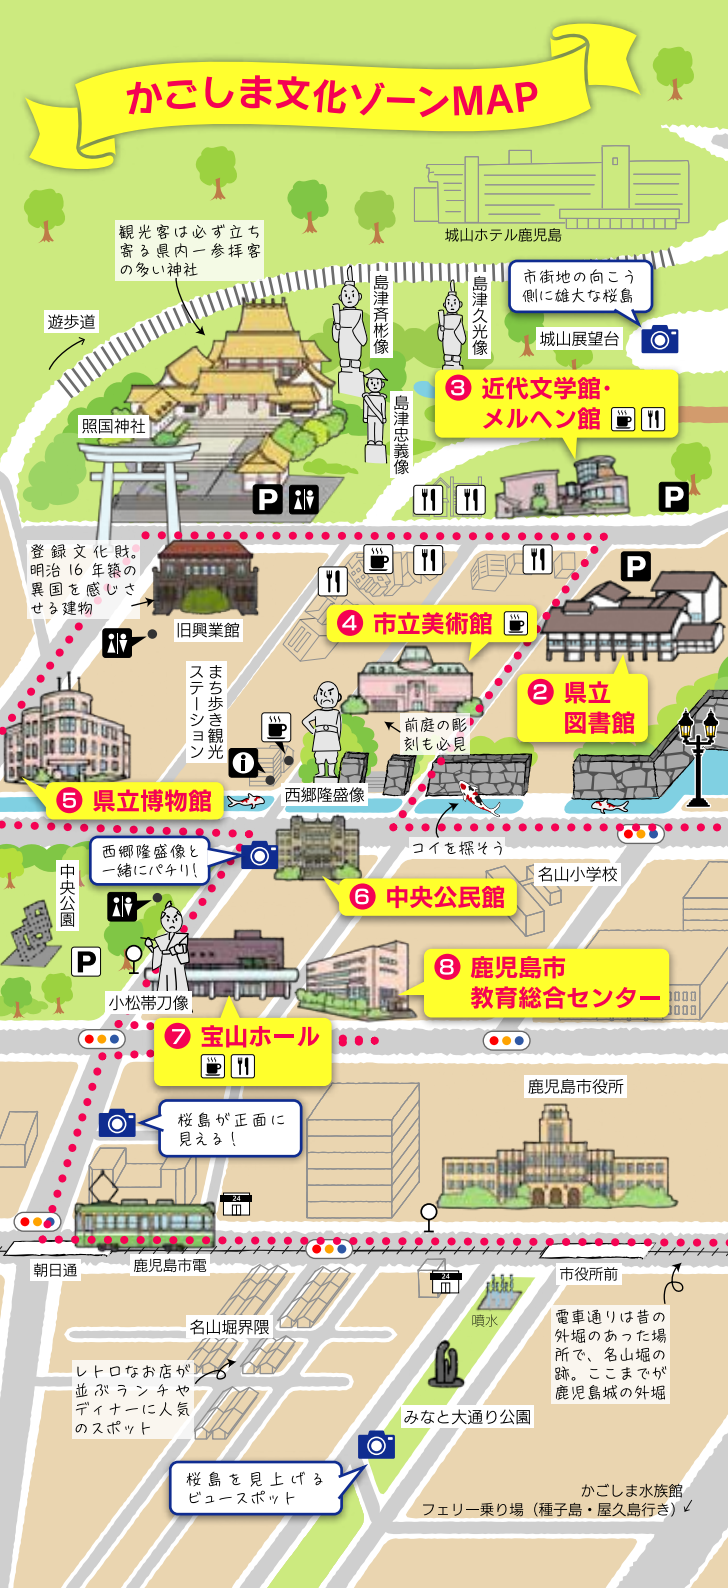 かごしま文化ゾーンMAP
城山ホテル鹿児島
観光客は必ず立ち
寄る県内一参拝客
の多い神社
市街地の向こう
側に雄大な桜島
遊歩道
島津斉彬像
島津久光像
城山展望台
❸ 近代文学館・
メルヘン館
島津忠義像
照国神社
P
P
登録文化財。
明治16年築の
異国を感じさ
せる建物
P
旧興業館
❹ 市立美術館
❷ 県立
図書館
まち歩き観光
ステーション
前庭の彫
刻も必見
i
西郷隆盛像
❺ 県立博物館
西郷隆盛像と
一緒にパチリ!
コイを探そう
中央公園
名山小学校
❻ 中央公民館
P
❽ 鹿児島市
教育総合センター
小松帯刀像
❼ 宝山ホール
鹿児島市役所
桜島が正面に
見える!
24
朝日通
鹿児島市電
市役所前
24
名山堀界隈
噴水
電車通りは昔の
外堀のあった場
所で、名山堀の
跡。ここまでが
鹿児島城の外堀
レトロなお店が
並ぶランチや
ディナーに人気
のスポット
みなと大通り公園
桜島を見上げる
ビュースポット
かごしま水族館
フェリー乗り場（種子島・屋久島行き）